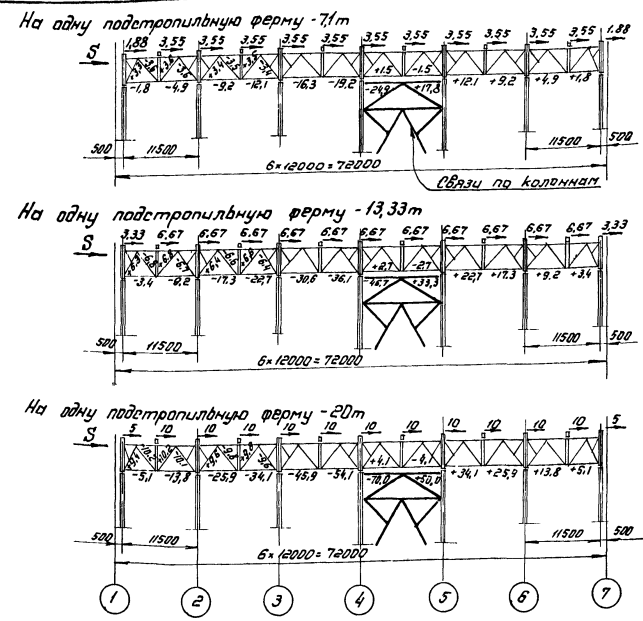 На одну подстропильную ферму -7,1т
S
1,88 3,55 3,55 3,55 3,55 3,55 3,55 3,55 3,55 3,55 3,55 3,55 1,88
+1.5 -1.5
-1,8 -4,9 -9,2 -12,1 -16,3 -19,2 -24,9 +17,8 +12.1 +9,2 +4,9 +1,8
500 11500 11500 500
6×12000=72000
Связи по колоннам
На одну подстропильную ферму -13,33т
S
3,33 6,67 6,67 6,67 6,67 6,67 6,67 6,67 6,67 6,67 6,67 6,67 3,33
+2,7 -2,7
-3,4 -9,2 -17,3 -22,7 -30,6 -36,1 -46,7 +33,3 +22,7 +17,3 +9,2 +3,4
500 11500 11500 500
6×12000=72000
На одну подстропильную ферму -20т
S
5 10 10 10 10 10 10 10 10 10 10 10 5
+4,1 -4,1
-5,1 -13,8 -25,9 -34,1 -45,9 -54,1 -70,0 +50,0 +34,1 +25,9 +13,8 +5,1
500 11500 11500 500
6×12000=72000
1 2 3 4 5 6 7